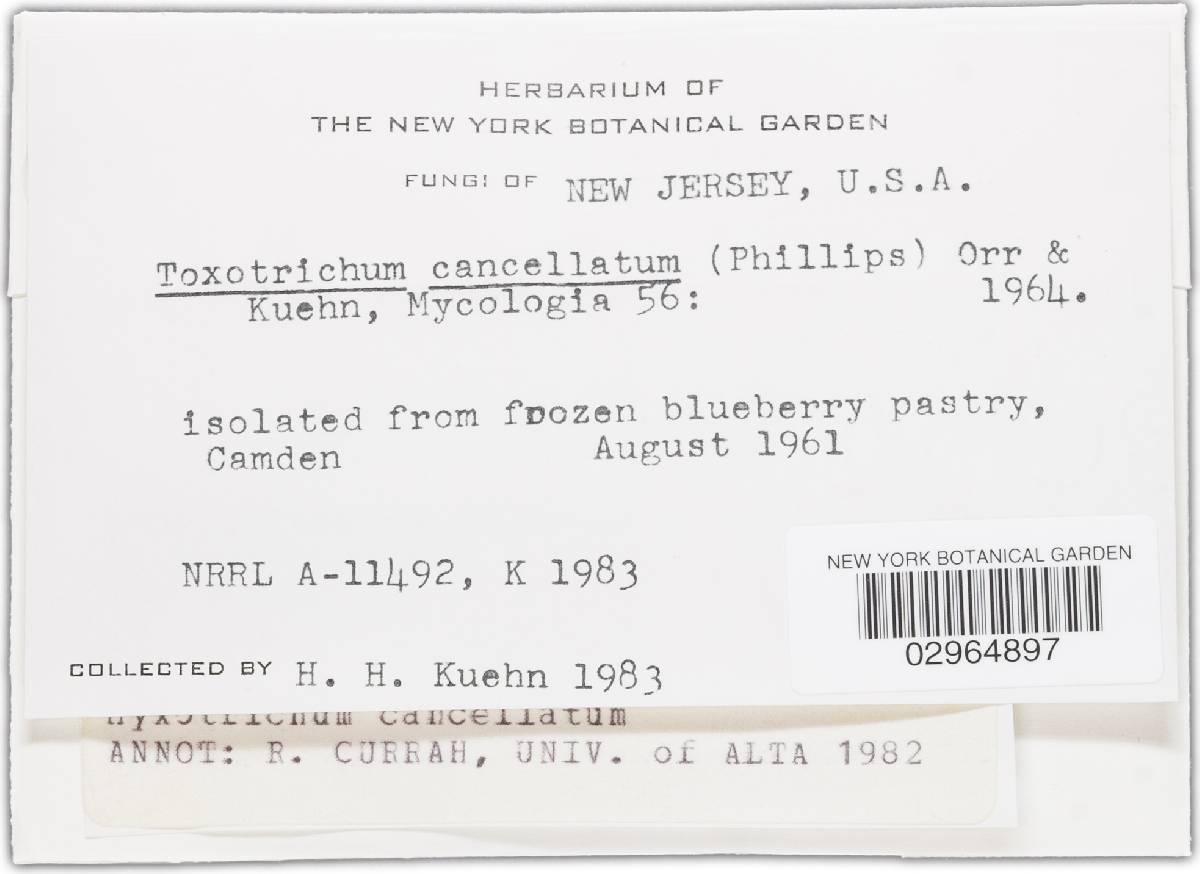 HERBARIUM OF
THE NEW YORK BOTANICAL GARDEN
FUNGI OF NEW JERSEY, U.S.A.
Toxotrichum cancellatum (Phillips) Orr &
Kuehn, Mycologia 56: 1964.
isolated from frozen blueberry pastry,
Camden August 1961
NRRL A-11492, K 1983
NEW YORK BOTANICAL GARDEN
02964897
COLLECTED BY H. H. Kuehn 1983
Myxotrichum cancellatum
ANNOT: R. CURRAH, UNIV. of ALTA 1982